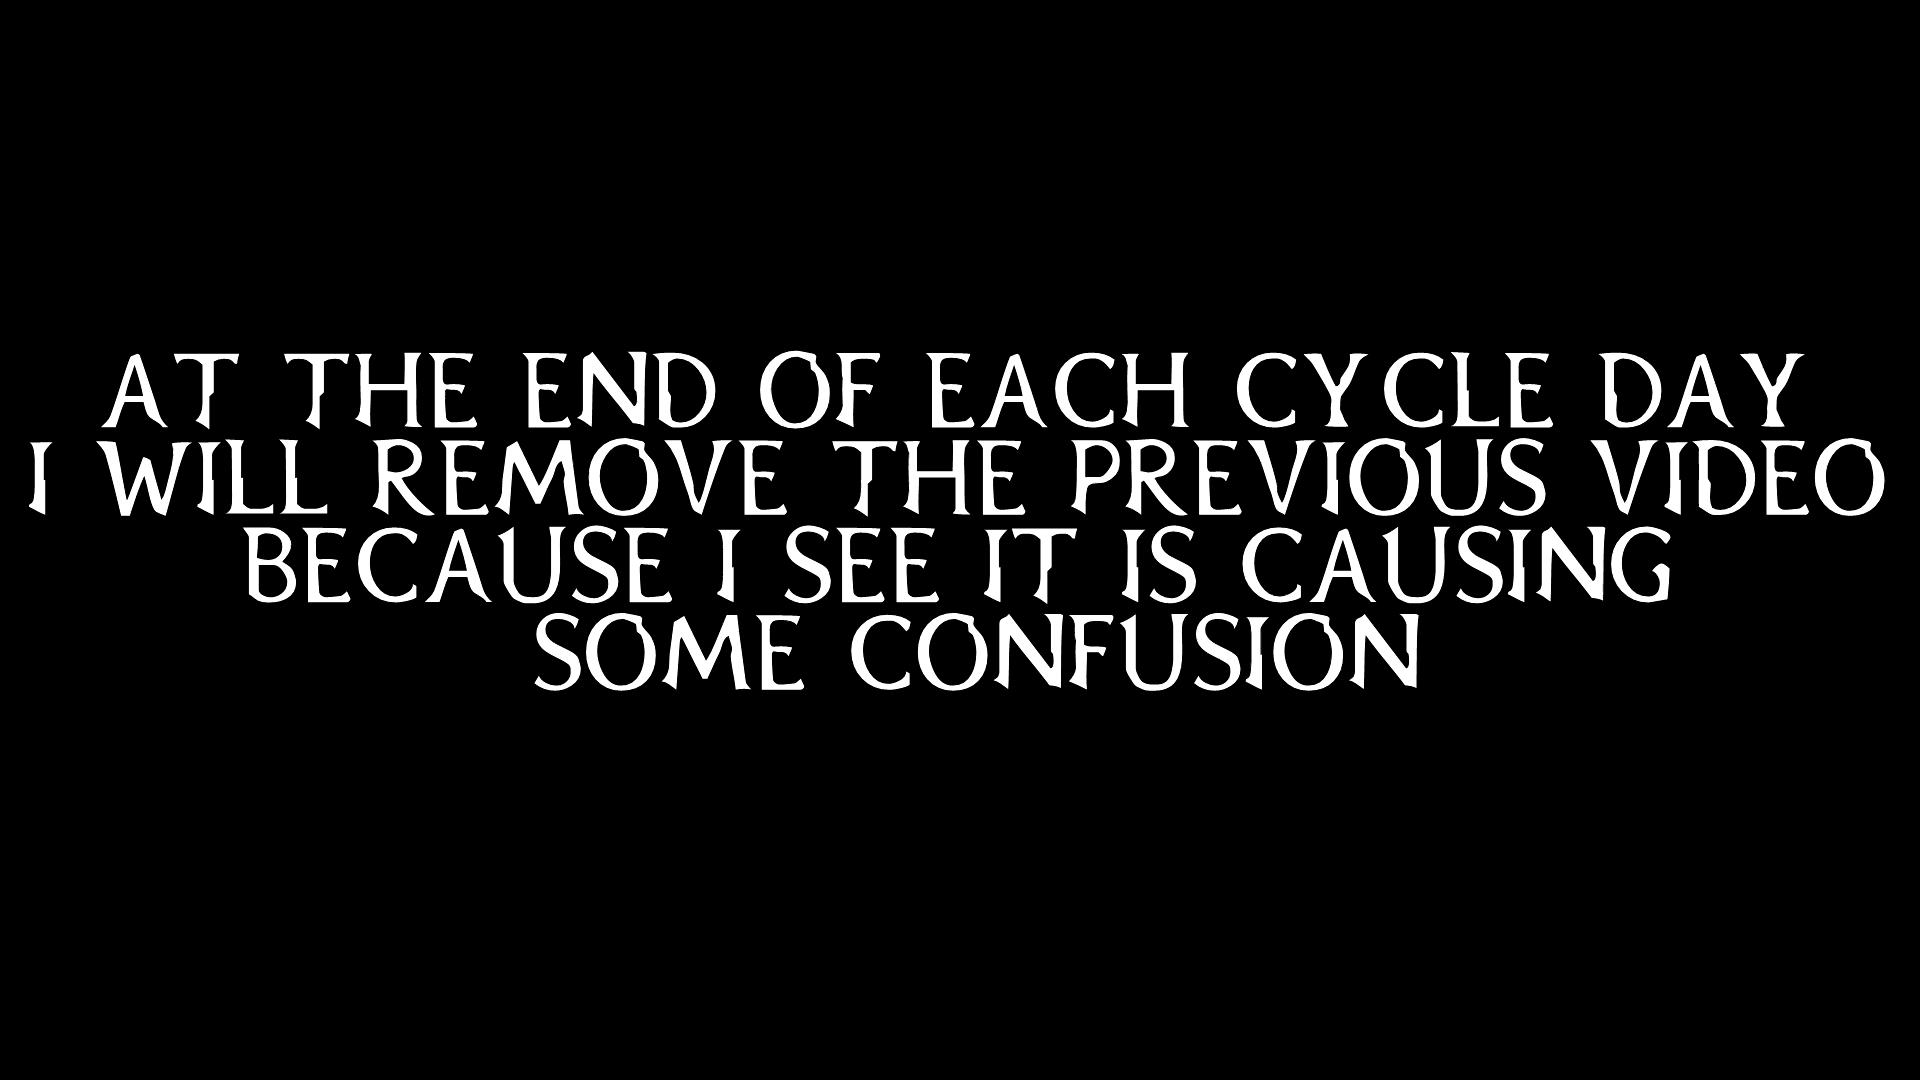 AT THE END OF EACH CYCLE DAY
I WILL REMOVE THE PREVIOUS VIDEO
BECAUSE I SEE IT IS CAUSING
SOME CONFUSION